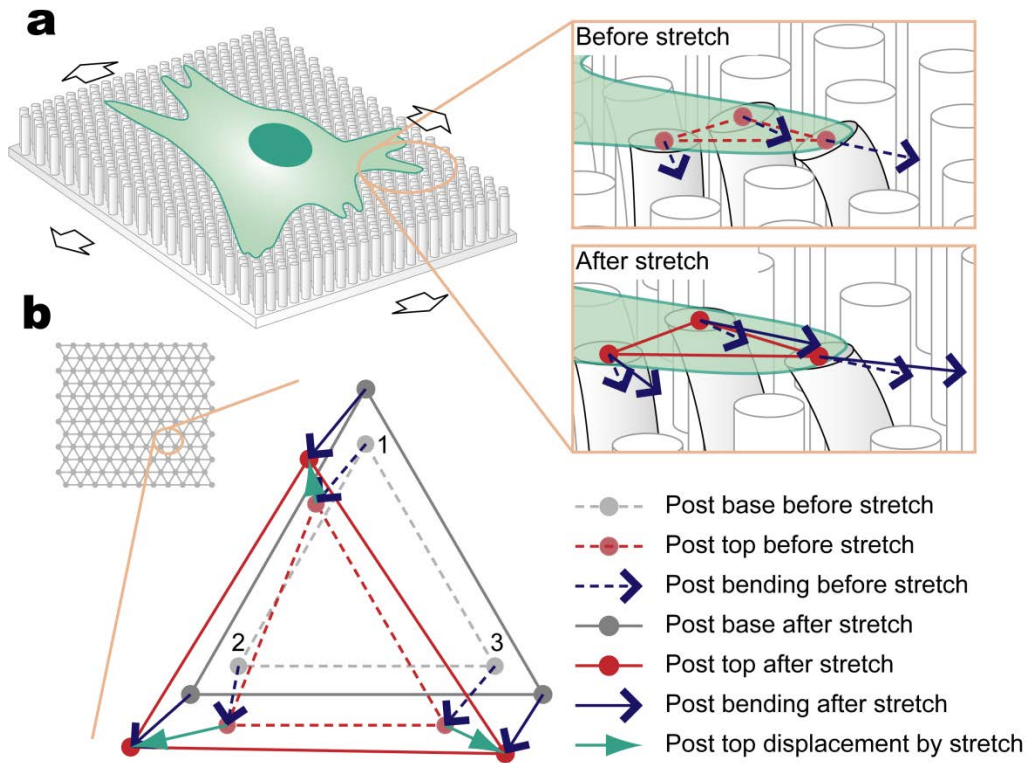 a
Before stretch
After stretch
b
1
2
3
Post base before stretch
Post top before stretch
Post bending before stretch
Post base after stretch
Post top after stretch
Post bending after stretch
Post top displacement by stretch